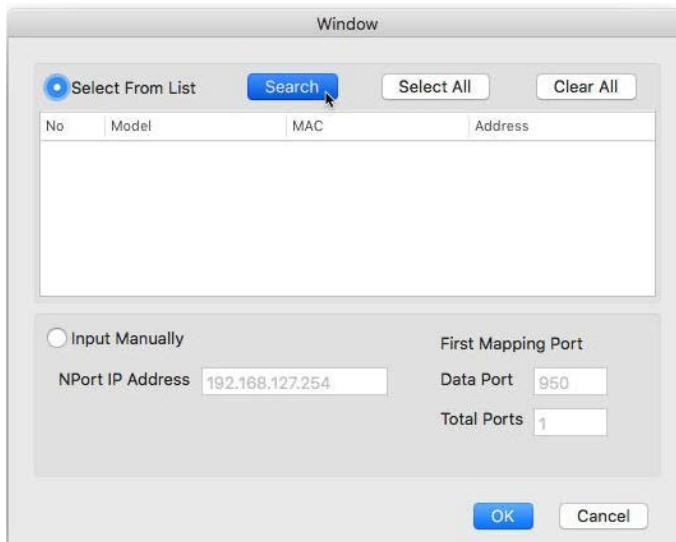 Window
Select From List Search Select All Clear All
No Model MAC Address
Input Manually
First Mapping Port
NPort IP Address 192.168.127.254 Data Port 950
Total Ports 1
OK Cancel